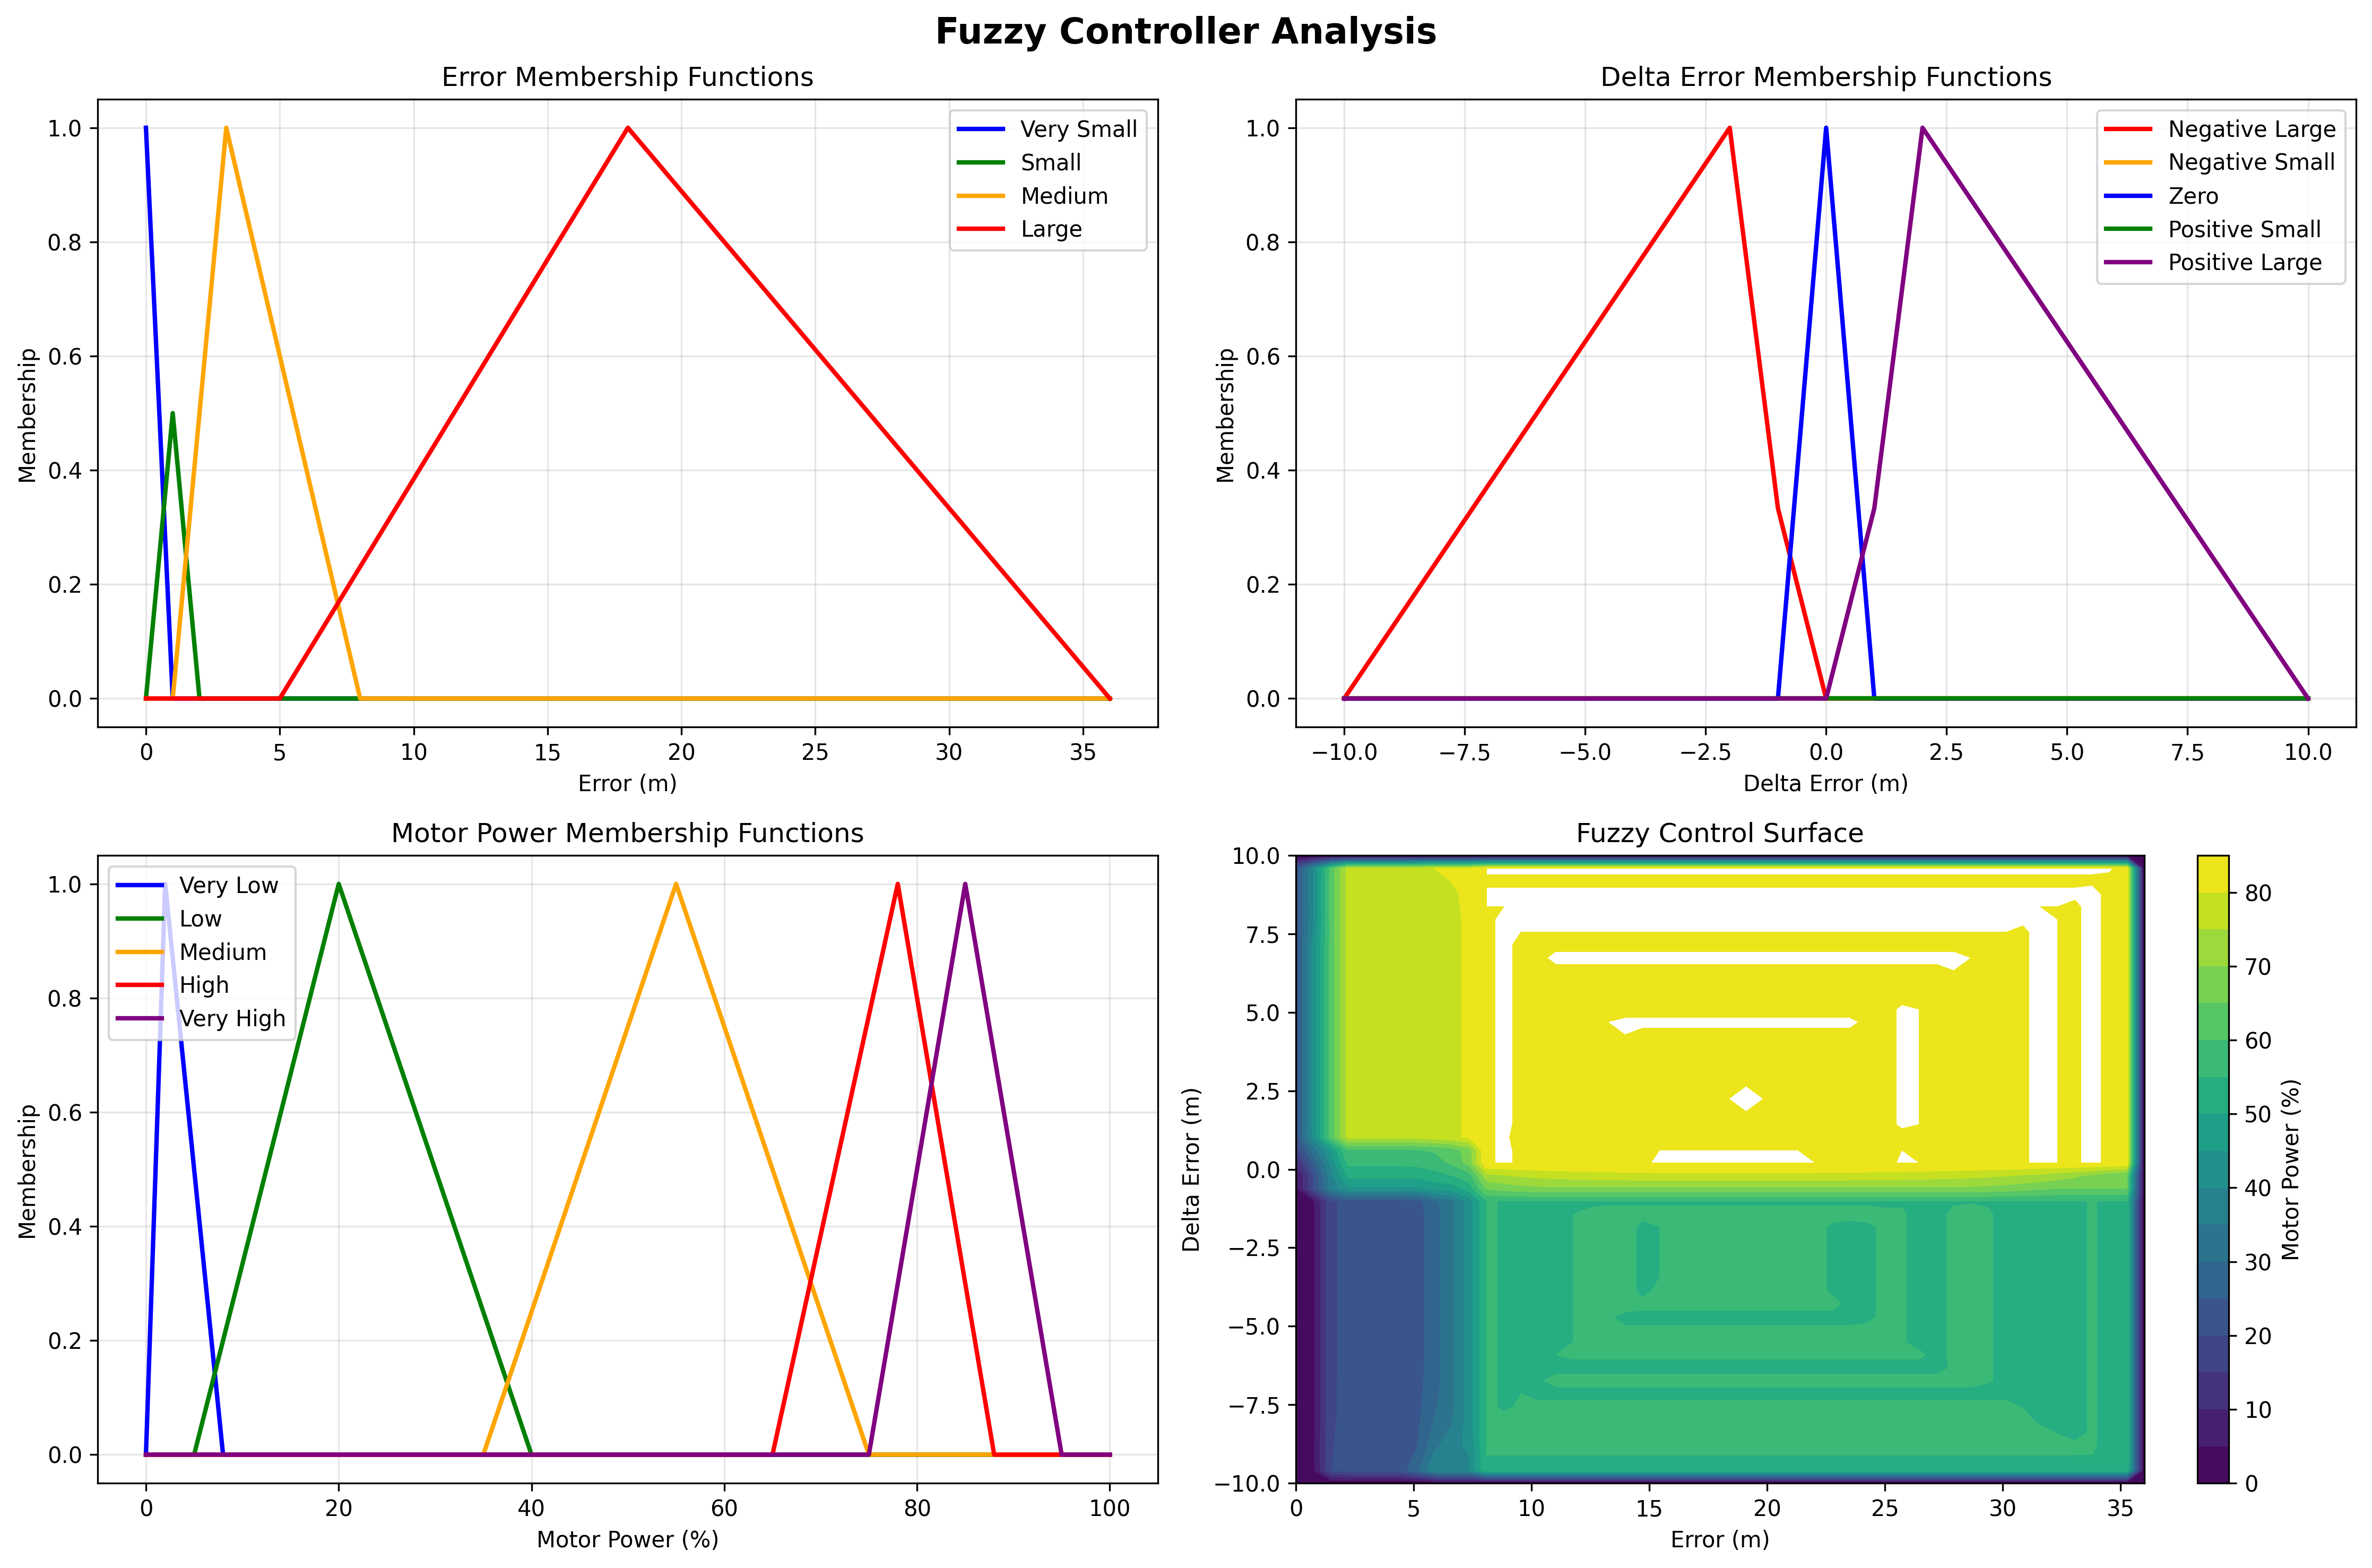 Fuzzy Controller Analysis
Error Membership Functions
Membership
1.0
0.8
0.6
0.4
0.2
0.0
Very Small
Small
Medium
Large
0 5 10 15 20 25 30 35
Error (m)
Delta Error Membership Functions
Membership
1.0
0.8
0.6
0.4
0.2
0.0
Negative Large
Negative Small
Zero
Positive Small
Positive Large
−10.0 −7.5 −5.0 −2.5 0.0 2.5 5.0 7.5 10.0
Delta Error (m)
Motor Power Membership Functions
Membership
1.0
0.8
0.6
0.4
0.2
0.0
Very Low
Low
Medium
High
Very High
0 20 40 60 80 100
Motor Power (%)
Fuzzy Control Surface
Delta Error (m)
10.0
7.5
5.0
2.5
0.0
−2.5
−5.0
−7.5
−10.0
0 5 10 15 20 25 30 35
Error (m)
80
70
60
50
40
30
20
10
0
Motor Power (%)